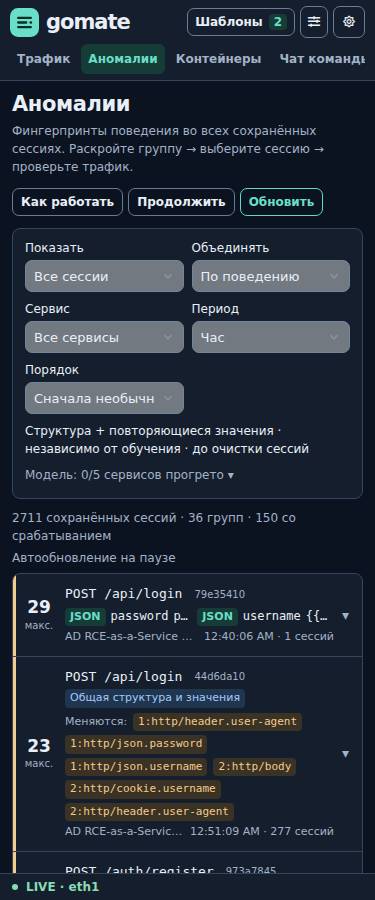 gomate
Шаблоны 2
Трафик Аномалии Контейнеры Чат команды
Аномалии
Фингерпринты поведения во всех сохранённых
сессиях. Раскройте группу → выберите сессию →
проверьте трафик.
Как работать Продолжить Обновить
Показать Объединять
Все сессии По поведению
Сервис Период
Все сервисы Час
Порядок
Сначала необычн
Структура + повторяющиеся значения ·
независимо от обучения · до очистки сессий
Модель: 0/5 сервисов прогрето ▾
2711 сохранённых сессий · 36 групп · 150 со
срабатыванием
Автообновление на паузе
POST /api/login 79e35410
29
макс.
JSON password p… JSON username {{… ▼
AD RCE-as-a-Service … 12:40:06 AM · 1 сессий
POST /api/login 44d6da10
Общая структура и значения
Меняются: 1:http/header.user-agent
1:http/json.password
23
макс.
1:http/json.username 2:http/body ▼
2:http/cookie.username
2:http/header.user-agent
AD RCE-as-a-Servic… 12:51:09 AM · 277 сессий
POST /auth/register 973a7845
LIVE · eth1